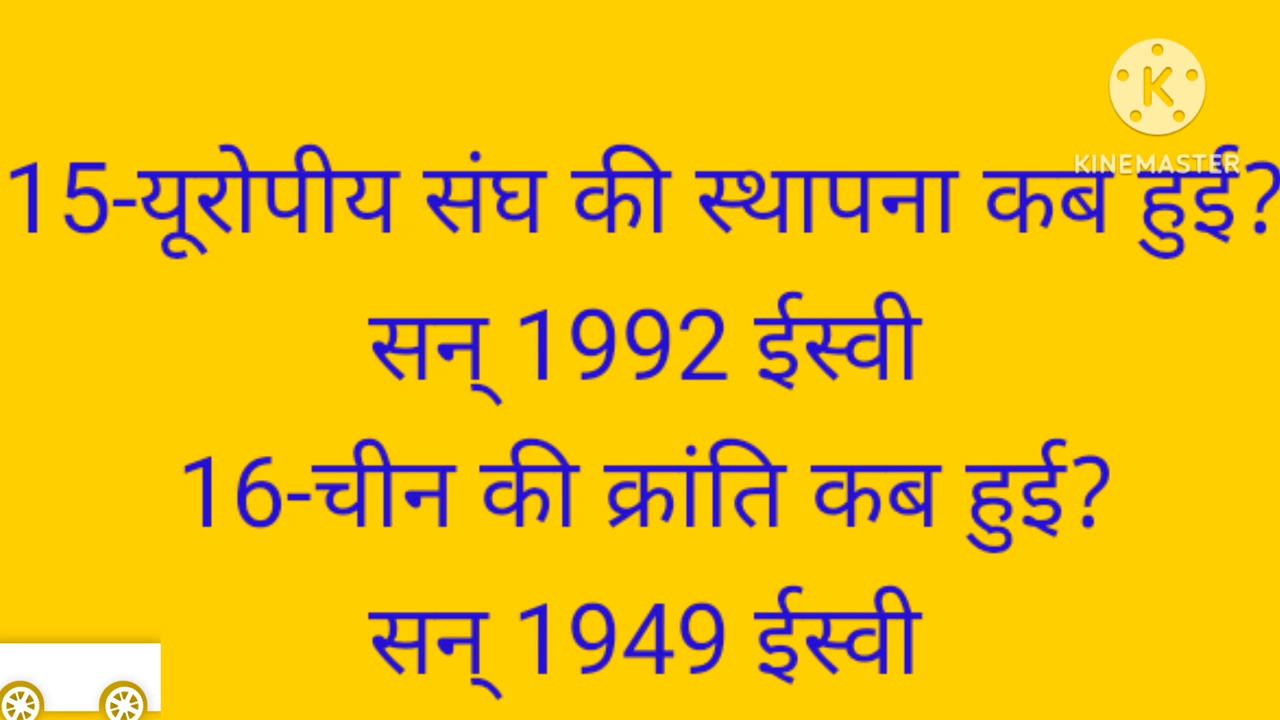 K
KINEMASTER
15-यूरोपीय संघ की स्थापना कब हुई?
सन् 1992 ईस्वी
16-चीन की क्रांति कब हुई?
सन् 1949 ईस्वी